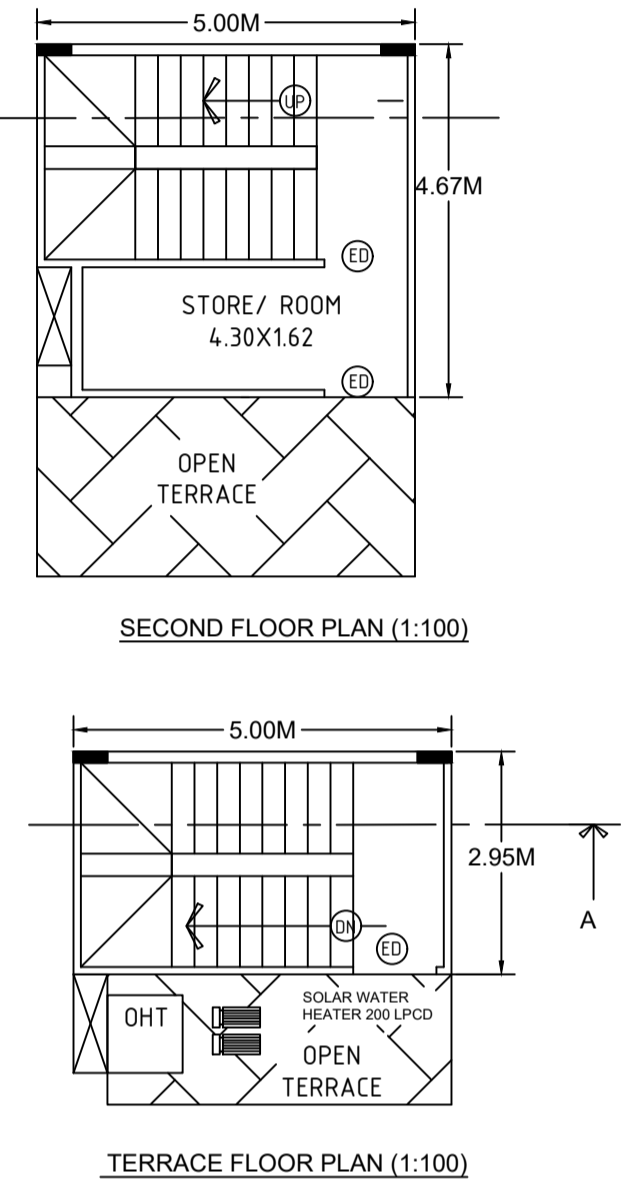 5.00M
UP
4.67M
ED
STORE/ ROOM
4.30X1.62
ED
OPEN
TERRACE
SECOND FLOOR PLAN (1:100)
5.00M
2.95M
DN
A
ED
SOLAR WATER
HEATER 200 LPCD
OHT
OPEN
TERRACE
TERRACE FLOOR PLAN (1:100)